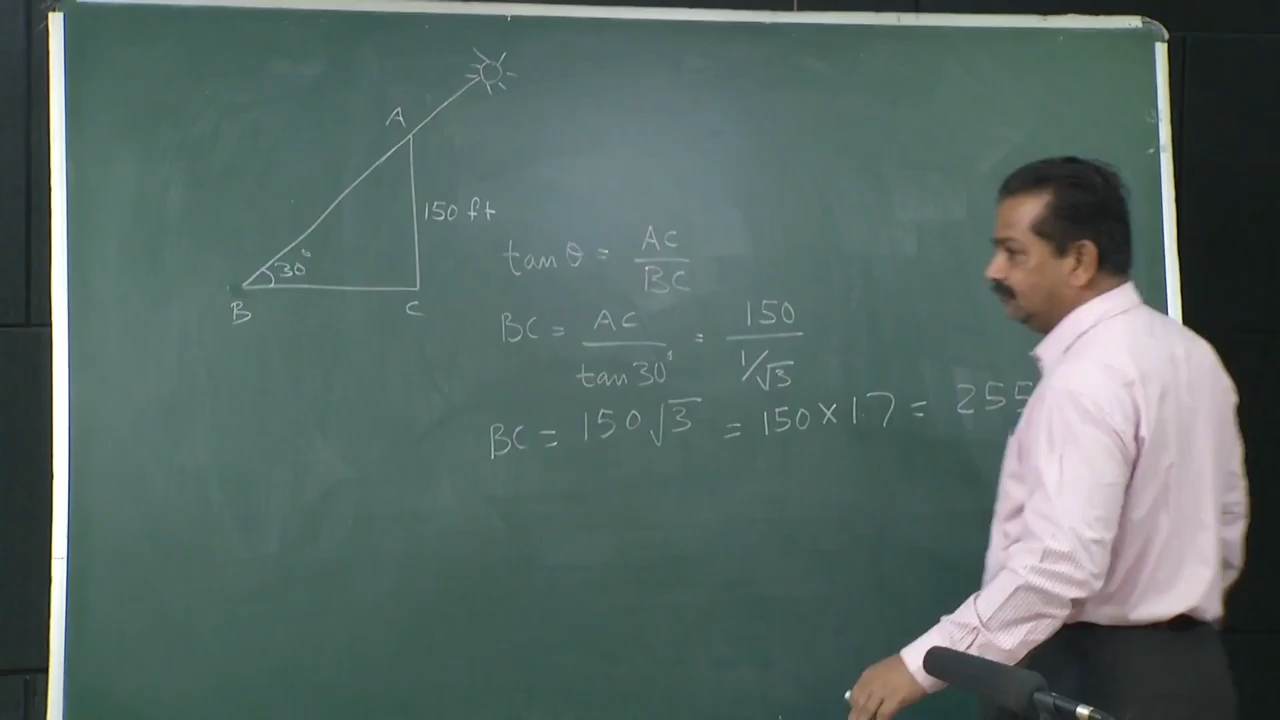 A
150 ft
30°
B
C
tan θ = AC / BC
BC = AC / tan 30° = 150 / 1/√3
BC = 150√3 = 150 × 1.7 = 255